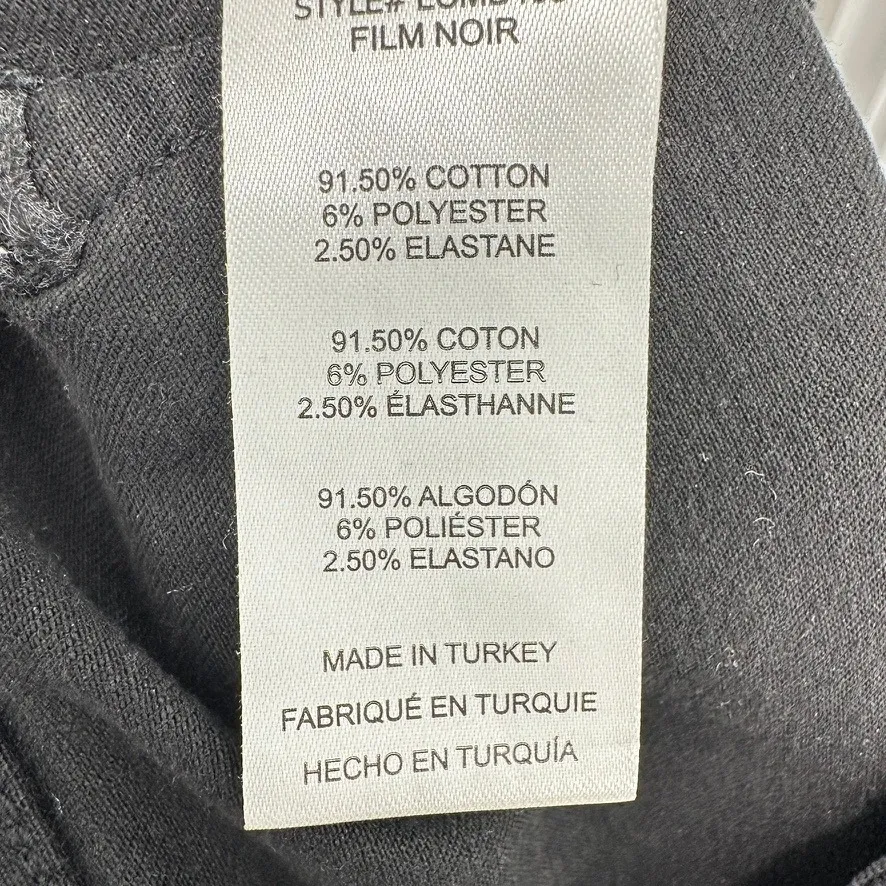 STYLE#
FILM NOIR
91.50% COTTON
6% POLYESTER
2.50% ELASTANE
91.50% COTON
6% POLYESTER
2.50% ÉLASTHANNE
91.50% ALGODÓN
6% POLIÉSTER
2.50% ELASTANO
MADE IN TURKEY
FABRIQUÉ EN TURQUIE
HECHO EN TURQUÍA